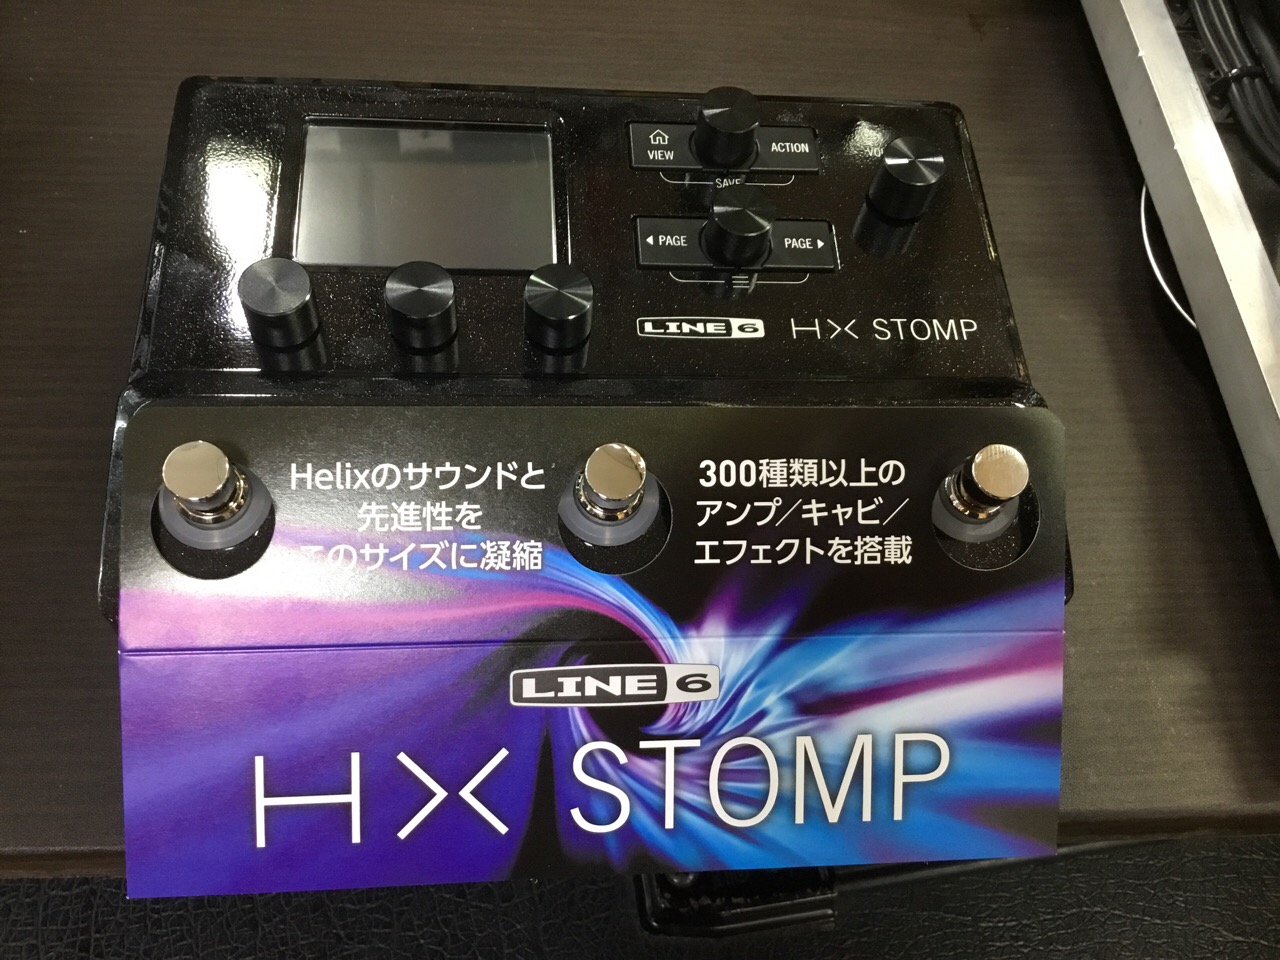 VIEW
ACTION
SAVE
◀ PAGE
PAGE ▶
LINE 6
HX STOMP
Helixのサウンドと
先進性を
このサイズに凝縮
300種類以上の
アンプ／キャビ／
エフェクトを搭載
LINE 6
HX STOMP